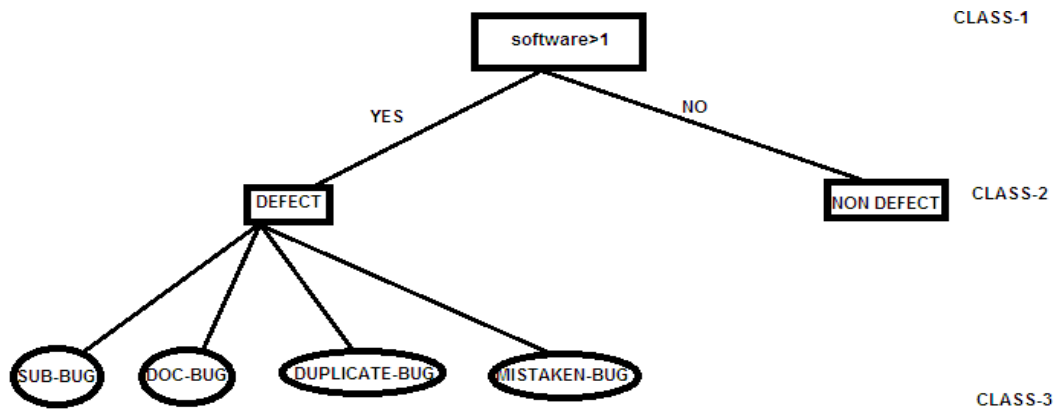 CLASS-1
software>1
YES
NO
DEFECT
NON DEFECT
CLASS-2
SUB-BUG
DOC-BUG
DUPLICATE-BUG
MISTAKEN-BUG
CLASS-3